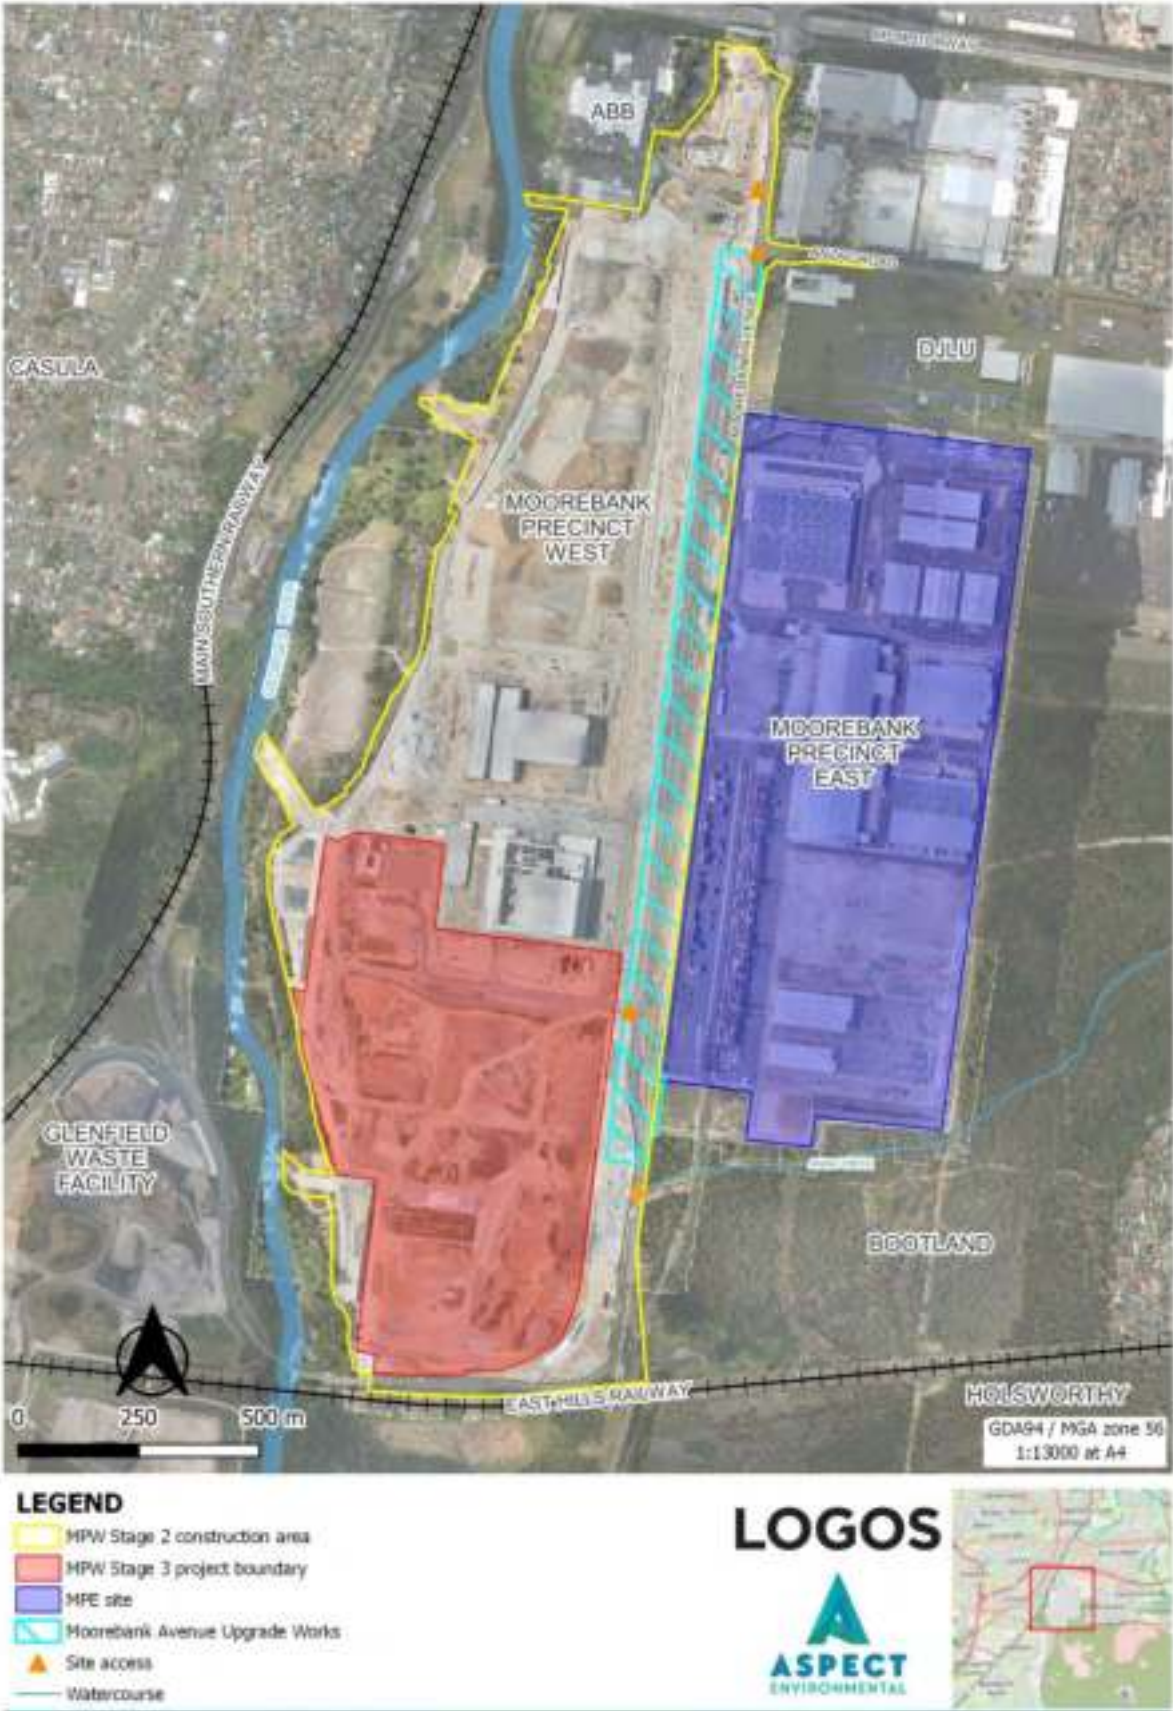 ABB
CASULA
DJLU
MAIN SOUTHERN RAILWAY
MOOREBANK
PRECINCT
WEST
MOOREBANK
PRECINCT
EAST
GLENFIELD
WASTE
FACILITY
BOOTLAND
EAST HILLS RAILWAY
HOLSWORTHY
0 250 500 m
GDA94 / MGA zone 56
1:13000 at A4
LEGEND
MPW Stage 2 construction area
MPW Stage 3 project boundary
MPE site
Moorebank Avenue Upgrade Works
Site access
Watercourse
LOGOS
ASPECT
ENVIRONMENTAL